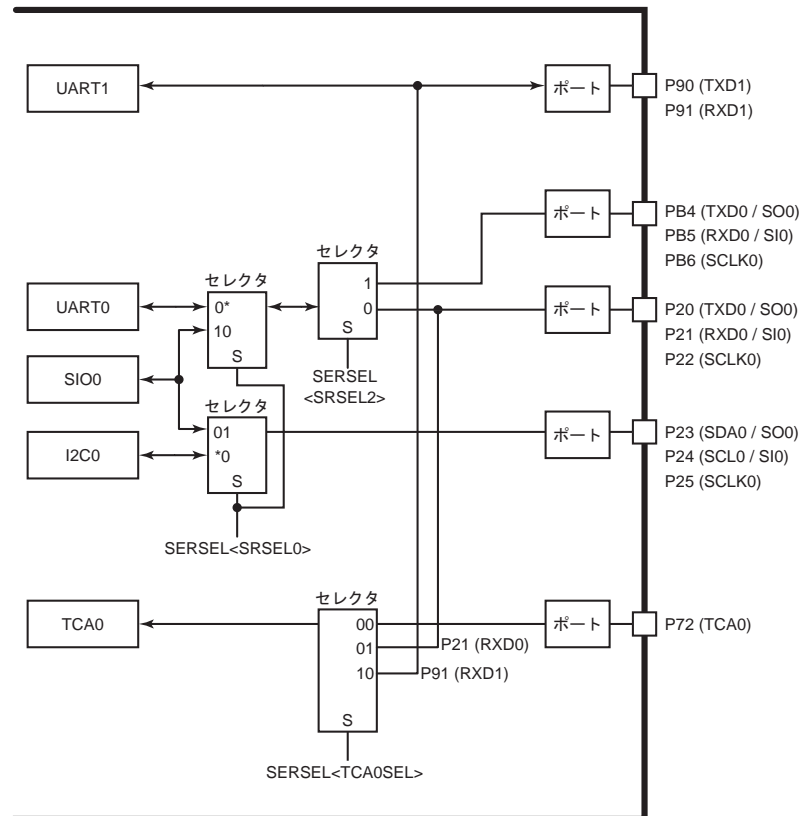 UART1
ポート
P90 (TXD1)
P91 (RXD1)
ポート
PB4 (TXD0 / SO0)
PB5 (RXD0 / SI0)
PB6 (SCLK0)
セレクタ
1
0
S
SERSEL
<SRSEL2>
セレクタ
0*
10
S
UART0
ポート
P20 (TXD0 / SO0)
P21 (RXD0 / SI0)
P22 (SCLK0)
SIO0
セレクタ
01
*0
S
I2C0
ポート
P23 (SDA0 / SO0)
P24 (SCL0 / SI0)
P25 (SCLK0)
SERSEL<SRSEL0>
セレクタ
TCA0
00
01
10
S
P21 (RXD0)
P91 (RXD1)
ポート
P72 (TCA0)
SERSEL<TCA0SEL>